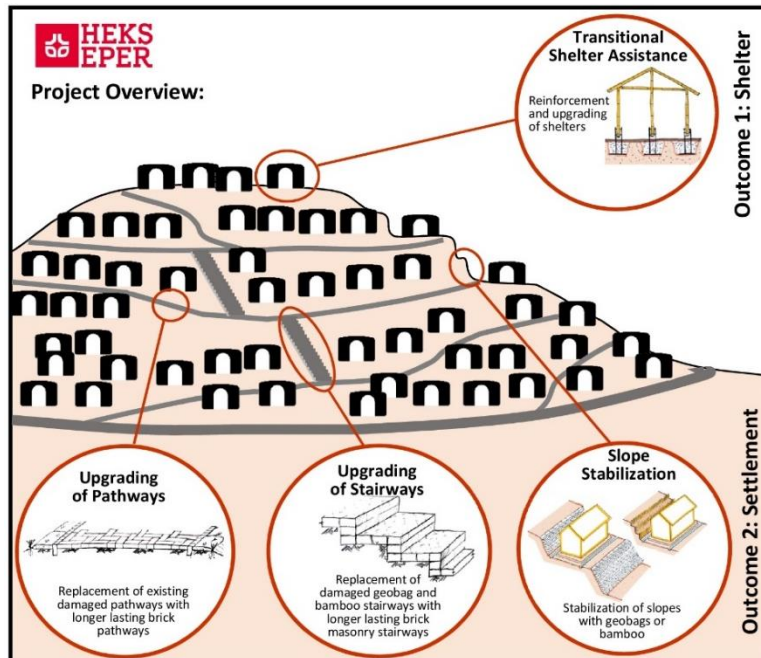 HEKS
EPER
Project Overview:
Transitional
Shelter Assistance
Reinforcement
and upgrading
of shelters
Outcome 1: Shelter
Upgrading
of Pathways
Replacement of existing
damaged pathways with
longer lasting brick
pathways
Upgrading
of Stairways
Replacement of
damaged geobag and
bamboo stairways with
longer lasting brick
masonry stairways
Slope
Stabilization
Stabilization of slopes
with geobags or
bamboo
Outcome 2: Settlement